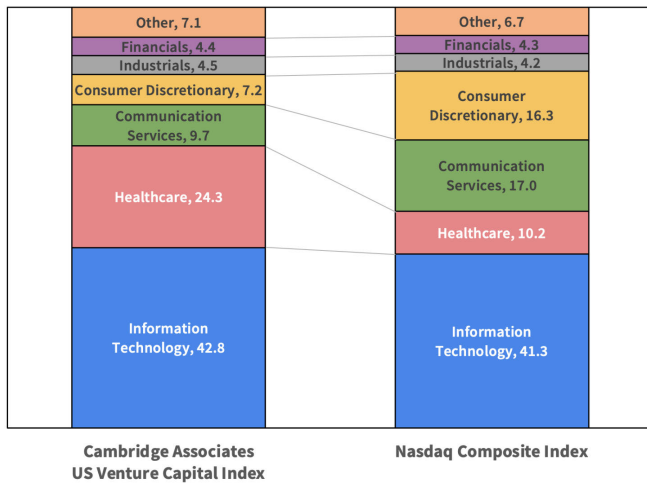 Other, 7.1
Financials, 4.4
Industrials, 4.5
Consumer Discretionary, 7.2
Communication
Services, 9.7
Healthcare, 24.3
Information
Technology, 42.8
Cambridge Associates
US Venture Capital Index
Other, 6.7
Financials, 4.3
Industrials, 4.2
Consumer
Discretionary, 16.3
Communication
Services, 17.0
Healthcare, 10.2
Information
Technology, 41.3
Nasdaq Composite Index